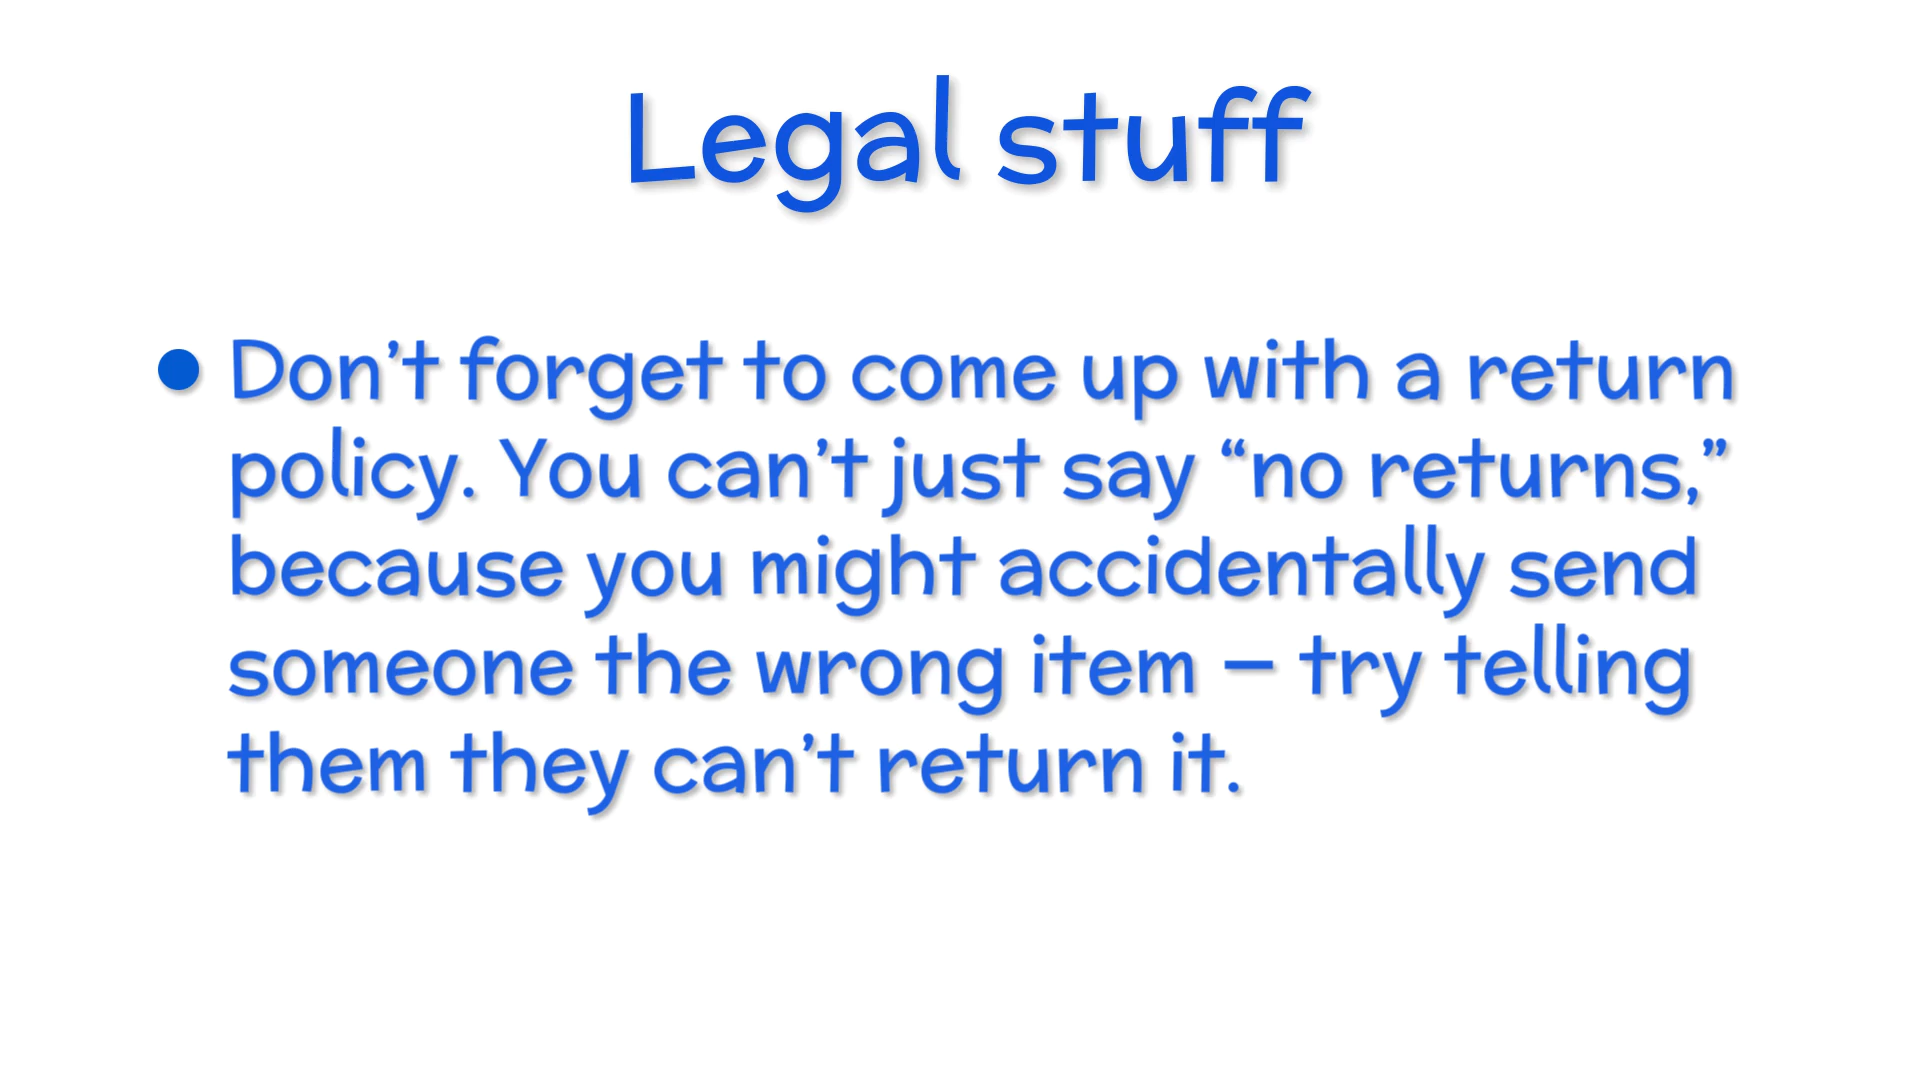 Legal stuff
• Don’t forget to come up with a return
policy. You can’t just say “no returns,”
because you might accidentally send
someone the wrong item – try telling
them they can’t return it.